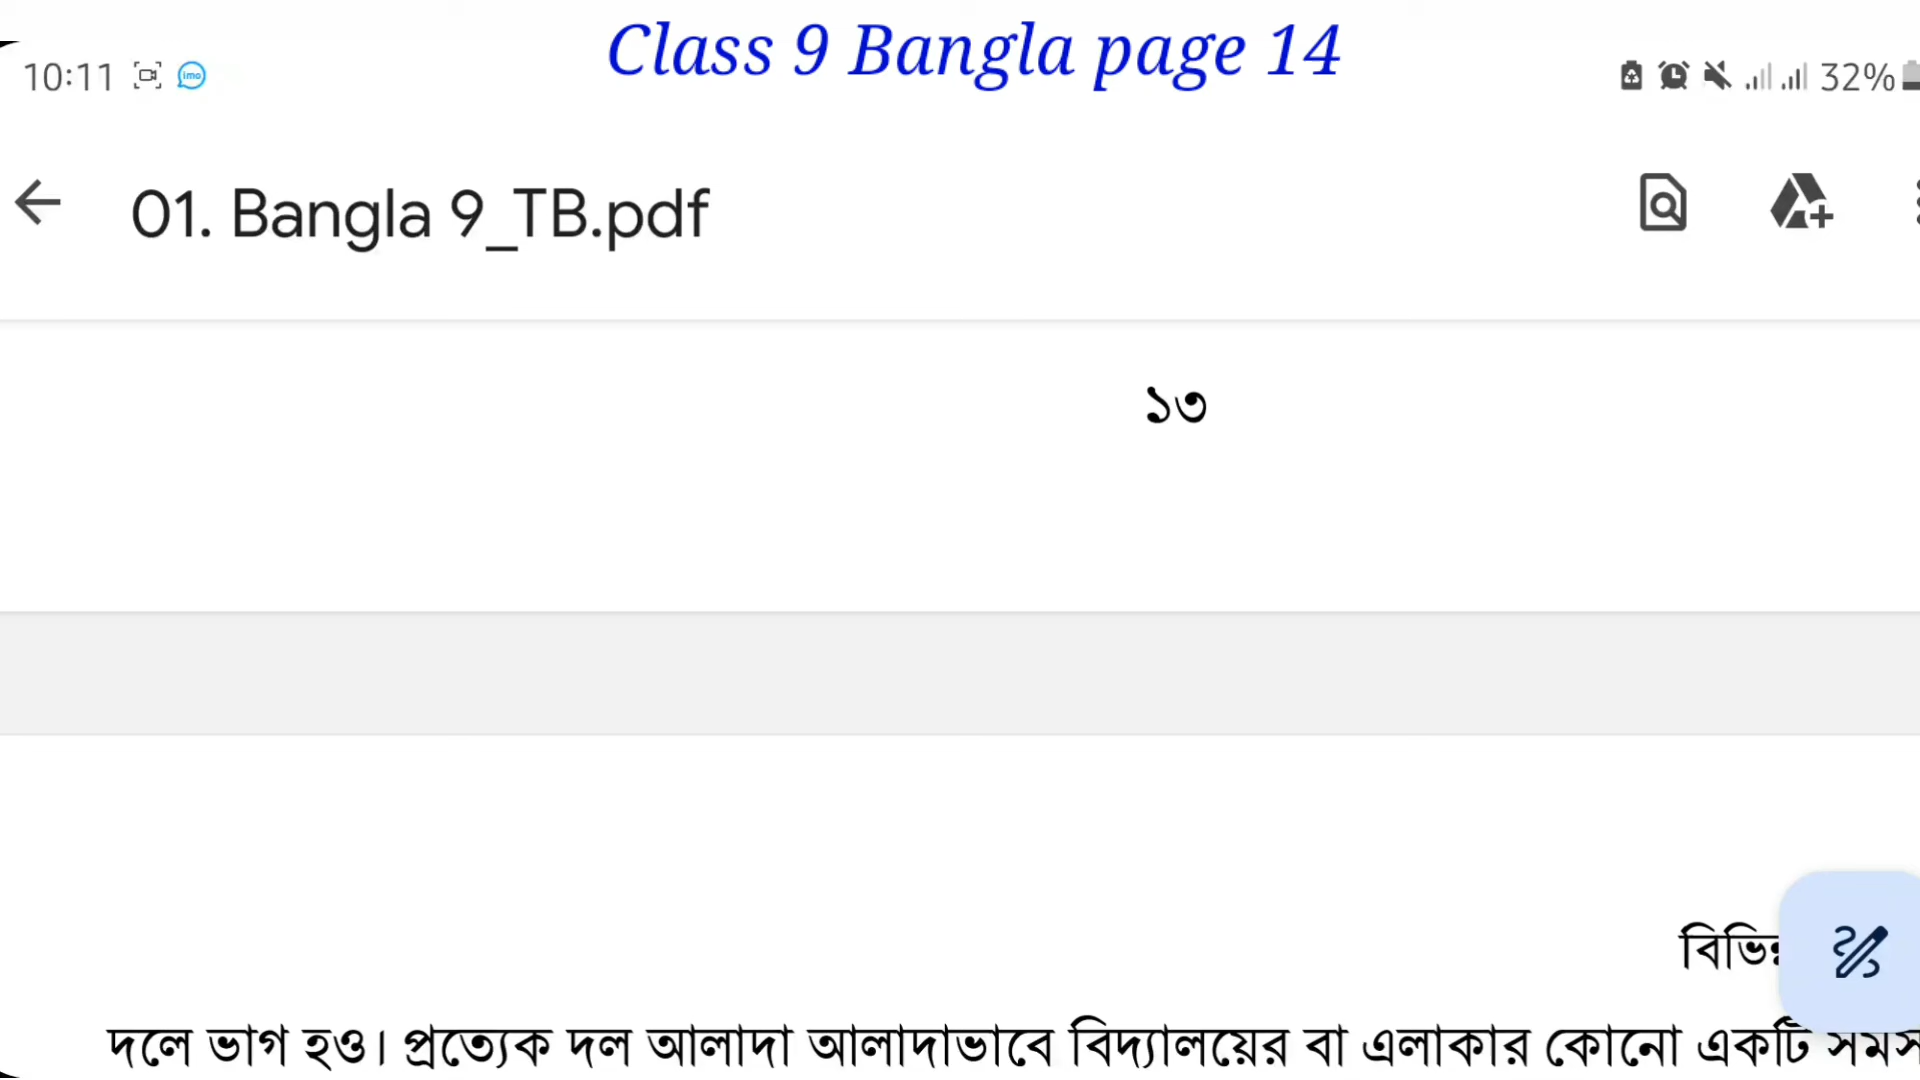 Class 9 Bangla page 14
10:11 imo 32%
01. Bangla 9_TB.pdf
১৩
দলে ভাগ হও। প্রত্যেক দল আলাদা আলাদাভাবে বিদ্যালয়ের বা এলাকার কোনো একটি